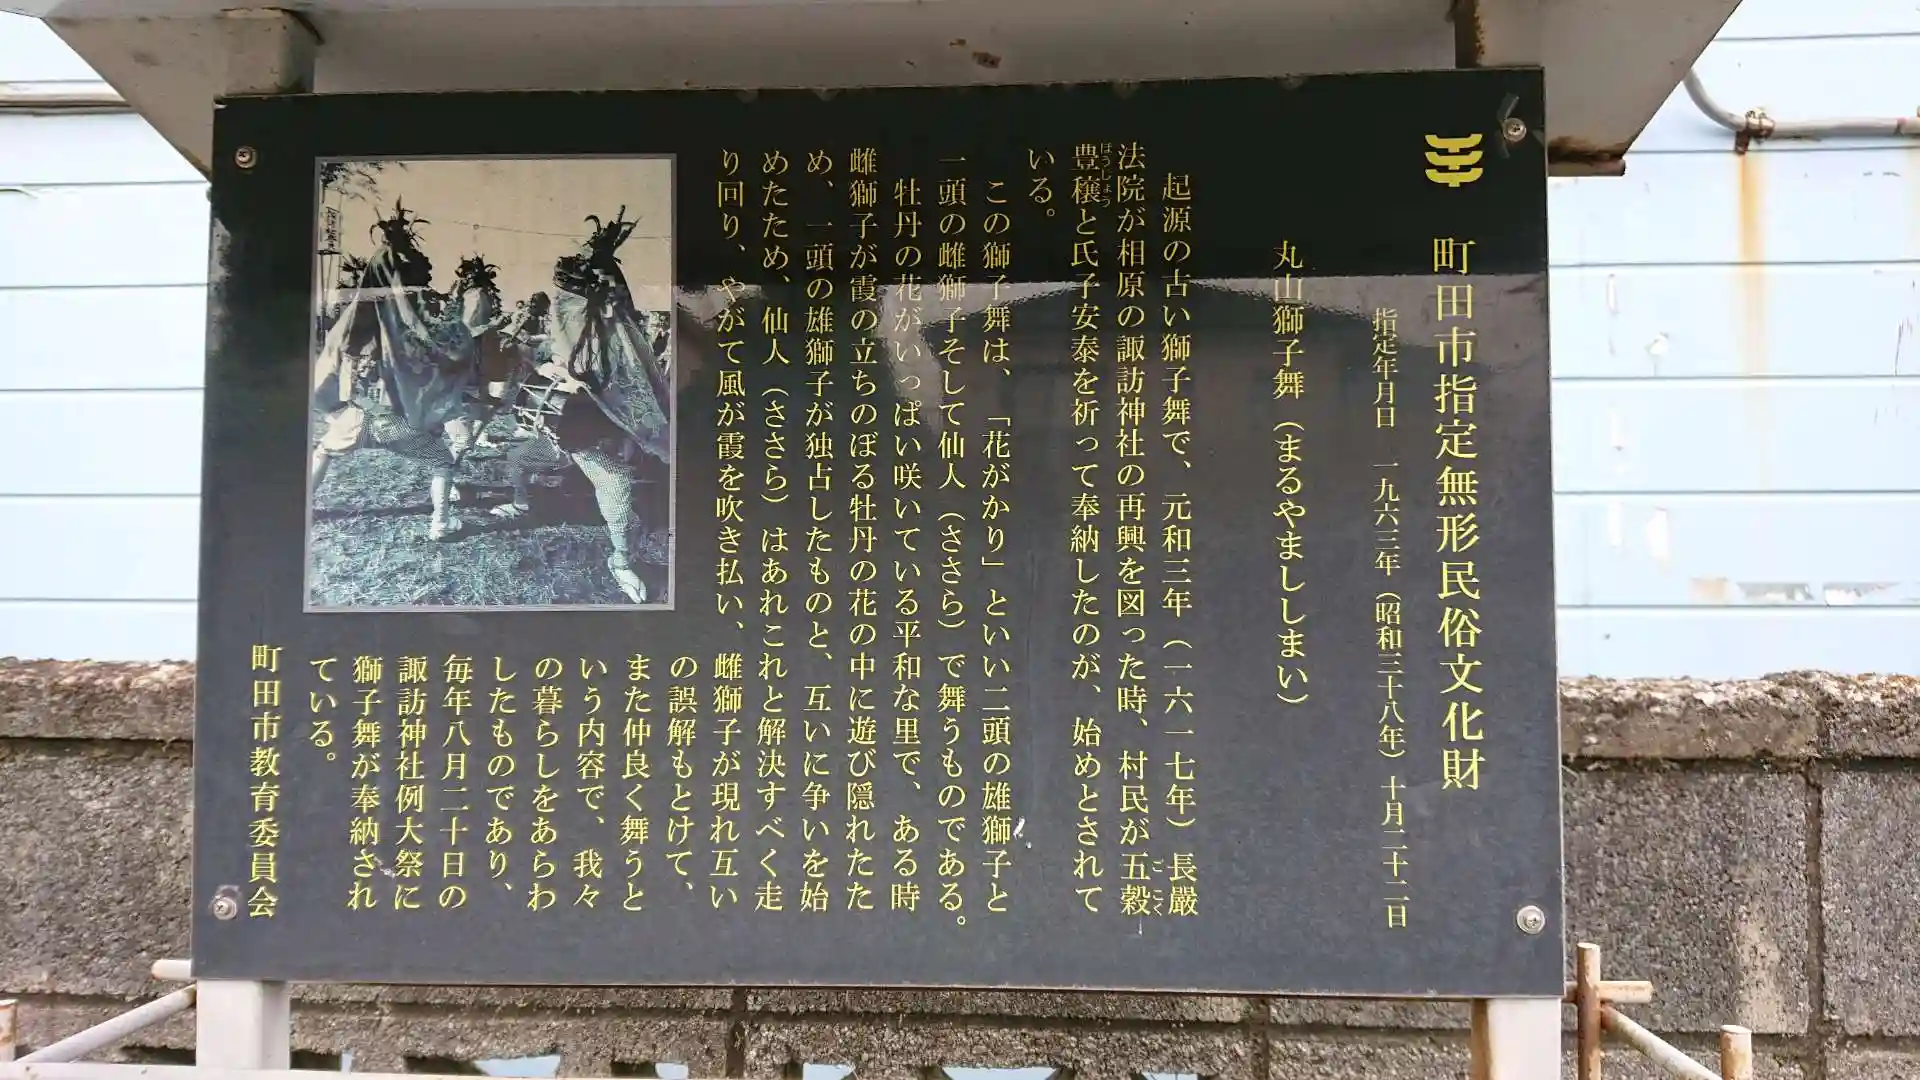 町田市指定無形民俗文化財
指定年月日　一九六三年（昭和三十八年）十月二十二日
丸山獅子舞（まるやまししまい）
起源の古い獅子舞で、元和三年（一六一七年）長嚴
法院が相原の諏訪神社の再興を図った時、村民が五穀
豊穣と氏子安泰を祈って奉納したのが、始めとされて
いる。
この獅子舞は、「花がかり」といい二頭の雄獅子と
一頭の雌獅子そして仙人（ささら）で舞うものである。
牡丹の花がいっぱい咲いている平和な里で、ある時
雌獅子が霞の立ちのぼる牡丹の花の中に遊び隠れたた
め、一頭の雄獅子が独占したものと、互いに争いを始
めたため、仙人（ささら）はあれこれと解決すべく走
り回り、やがて風が霞を吹き払い、雌獅子が現れ互い
の誤解もとけて、
また仲良く舞うと
いう内容で、我々
の暮らしをあらわ
したものであり、
毎年八月二十日の
諏訪神社例大祭に
獅子舞が奉納され
ている。
町田市教育委員会
ごこく
ほうじょう